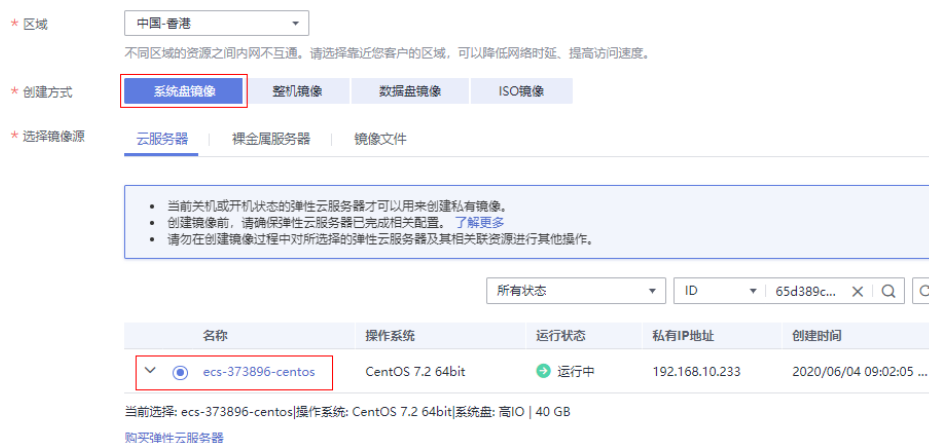 * 区域 中国-香港
不同区域的资源之间内网不互通。请选择靠近您客户的区域，可以降低网络时延、提高访问速度。
* 创建方式 系统盘镜像 整机镜像 数据盘镜像 ISO镜像
* 选择镜像源 云服务器 裸金属服务器 镜像文件
• 当前关机或开机状态的弹性云服务器才可以用来创建私有镜像。
• 创建镜像前，请确保弹性云服务器已完成相关配置。 了解更多
• 请勿在创建镜像过程中对所选择的弹性云服务器及其相关联资源进行其他操作。
所有状态 ID 65d389c...
名称 操作系统 运行状态 私有IP地址 创建时间
ecs-373896-centos CentOS 7.2 64bit 运行中 192.168.10.233 2020/06/04 09:02:05 ...
当前选择: ecs-373896-centos|操作系统: CentOS 7.2 64bit|系统盘: 高IO | 40 GB
购买弹性云服务器